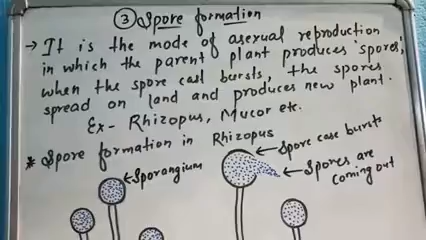 ③ Spore formation
→ It is the mode of asexual reproduction
in which the parent plant produces 'spores',
when the spore case bursts, the spores
spread on land and produces new plant.
Ex- Rhizopus, Mucor etc.
* Spore formation in Rhizopus
Sporangium
Spore case bursts
Spores are
coming out